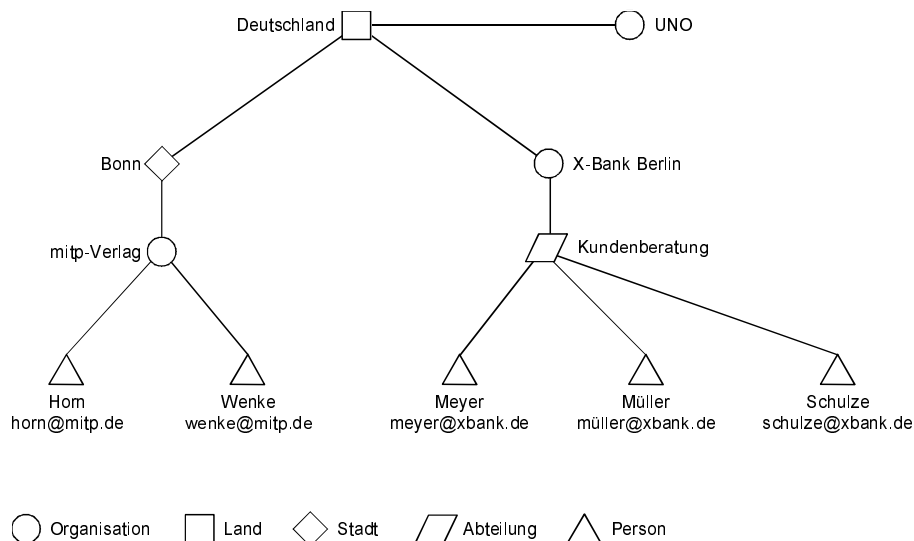 Deutschland
UNO
Bonn
X-Bank Berlin
mitp-Verlag
Kundenberatung
Horn
horn@mitp.de
Wenke
wenke@mitp.de
Meyer
meyer@xbank.de
Müller
müller@xbank.de
Schulze
schulze@xbank.de
Organisation
Land
Stadt
Abteilung
Person